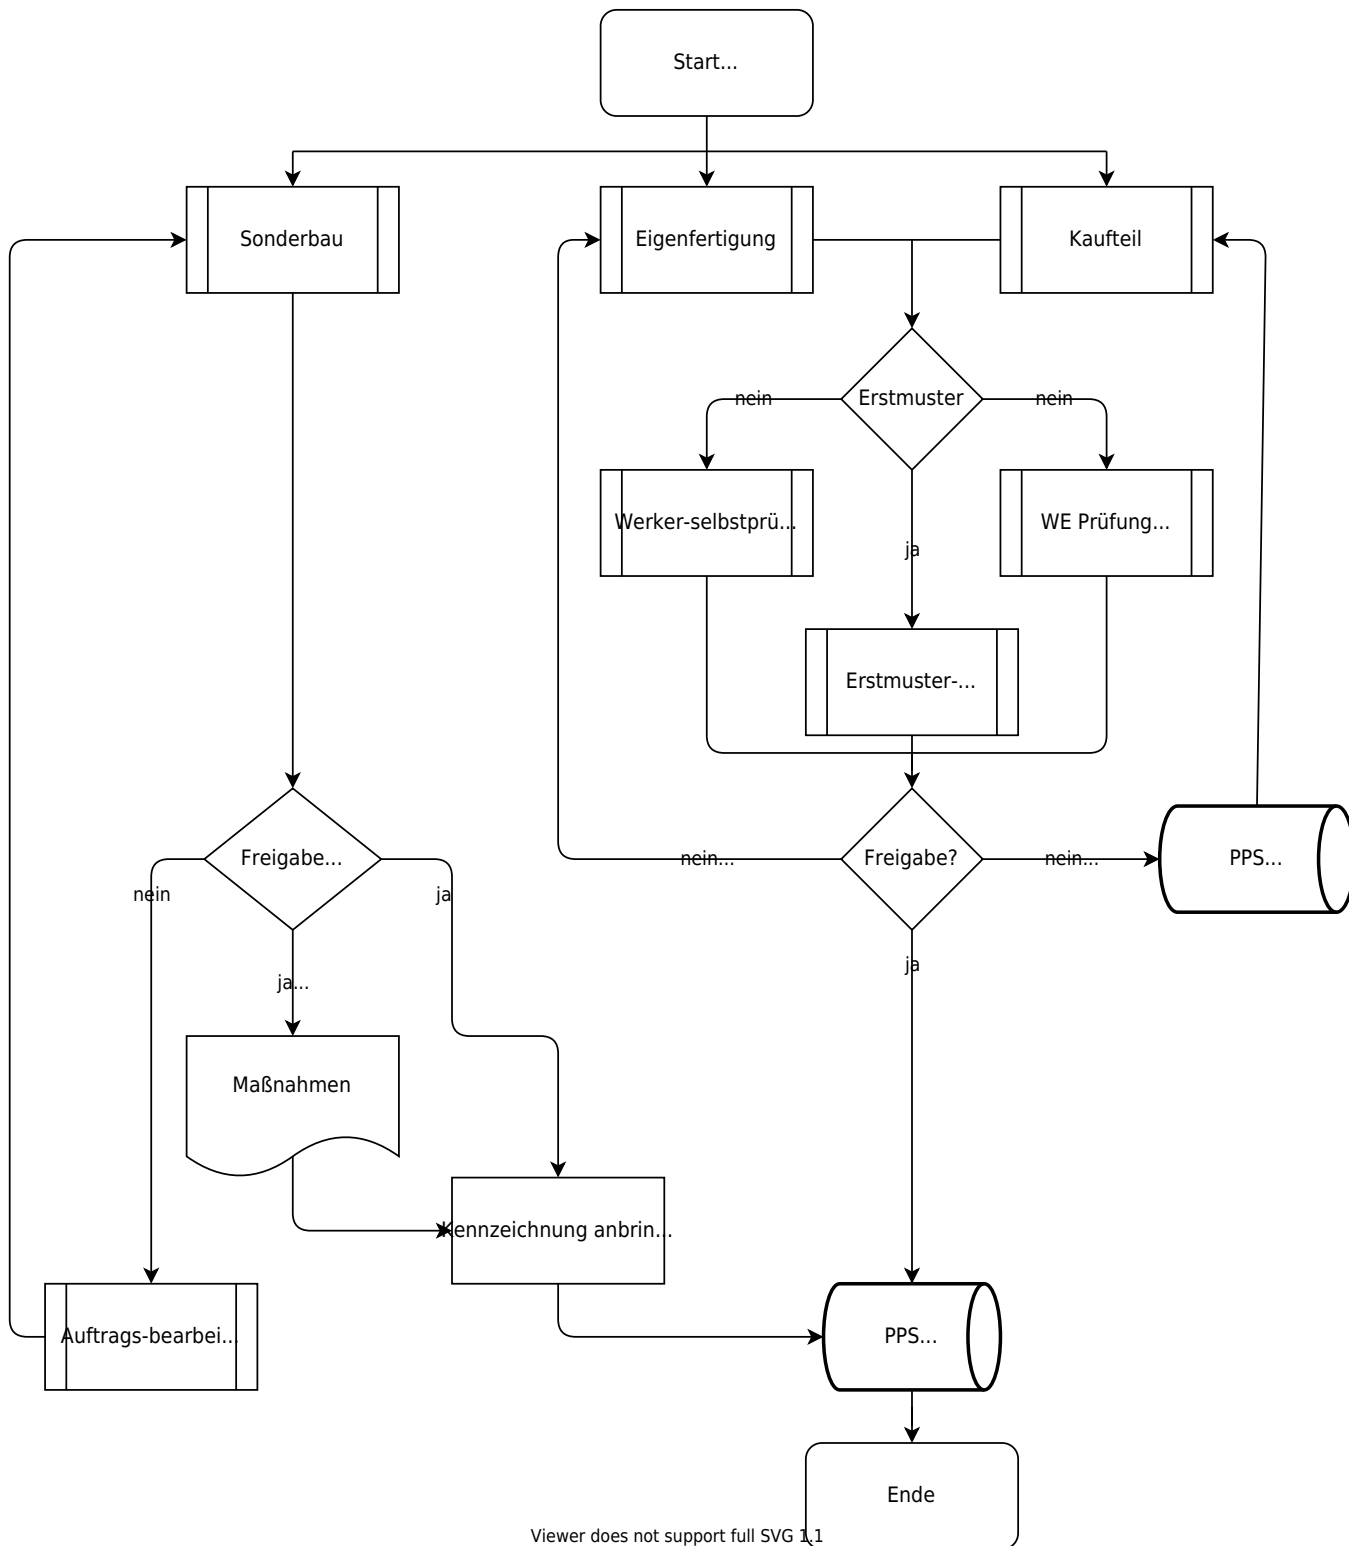 Start...
Sonderbau
Eigenfertigung
Kaufteil
nein
Erstmuster
nein
Werker-selbstprü...
WE Prüfung...
ja
Erstmuster-...
Freigabe...
nein...
Freigabe?
nein...
PPS...
nein
ja
ja
ja...
Maßnahmen
Kennzeichnung anbrin...
Auftrags-bearbei...
PPS...
Ende
Viewer does not support full SVG 1.1